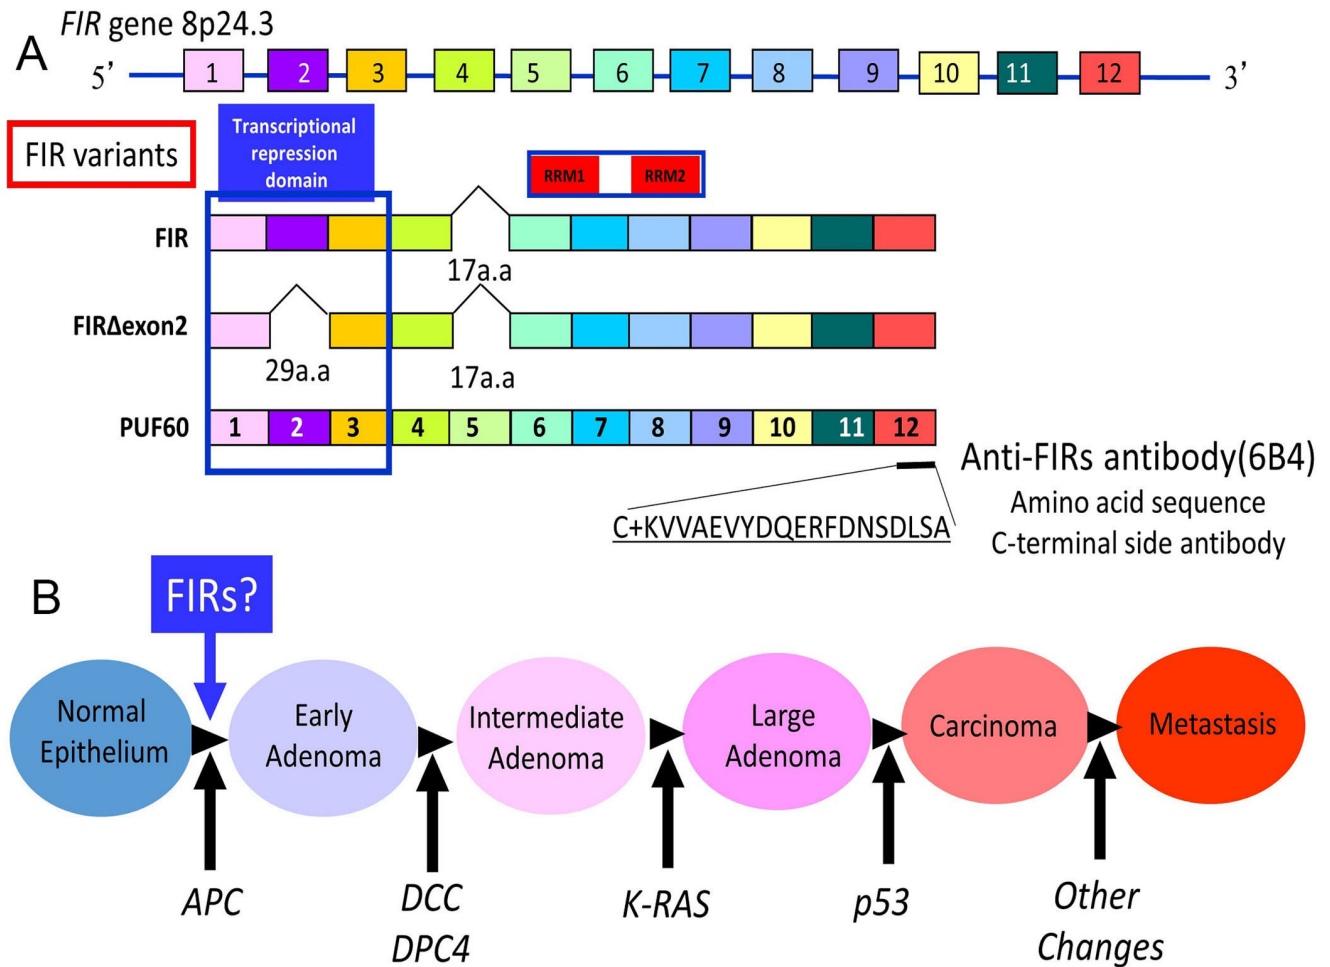 A
FIR gene 8p24.3
5’ 1 2 3 4 5 6 7 8 9 10 11 12 3’
FIR variants
Transcriptional
repression
domain
RRM1 RRM2
FIR
17a.a
FIRΔexon2
29a.a 17a.a
PUF60 1 2 3 4 5 6 7 8 9 10 11 12
Anti-FIRs antibody(6B4)
Amino acid sequence
C-terminal side antibody
C+KVVAEVYDQERFDNSDLSA
B
FIRs?
Normal
Epithelium
Early
Adenoma
Intermediate
Adenoma
Large
Adenoma
Carcinoma
Metastasis
APC
DCC
DPC4
K-RAS
p53
Other
Changes